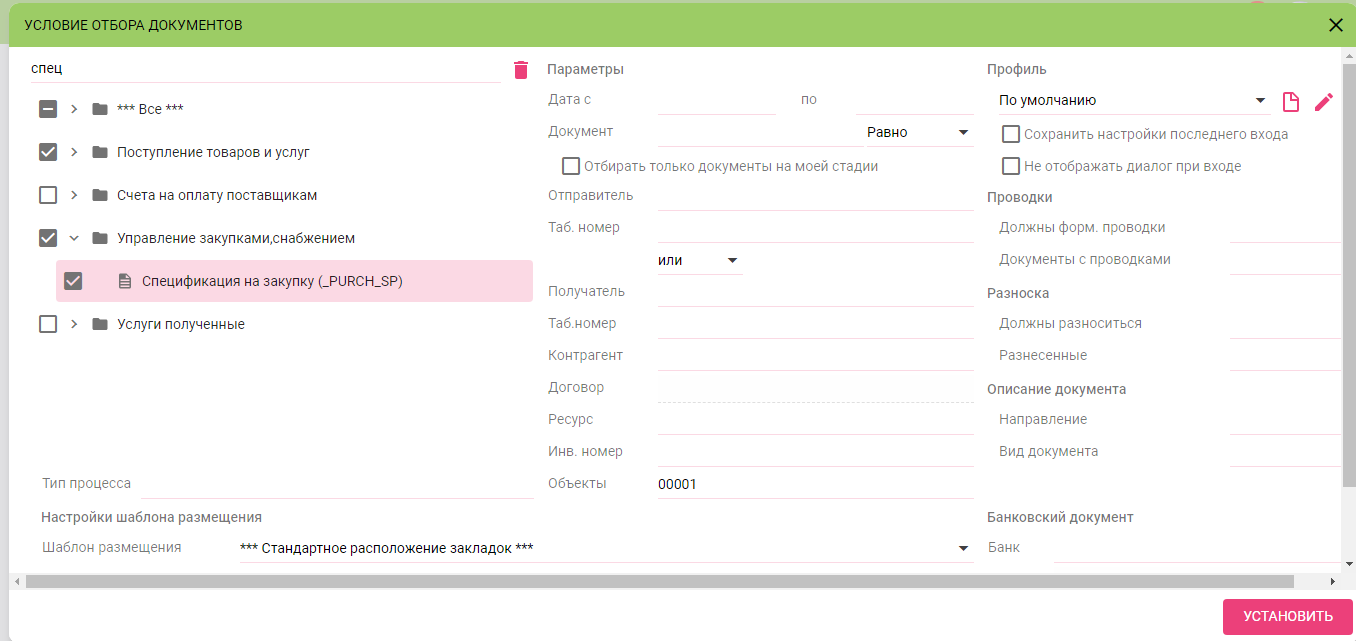 УСЛОВИЕ ОТБОРА ДОКУМЕНТОВ
спец
*** Все ***
Поступление товаров и услуг
Счета на оплату поставщикам
Управление закупками,снабжением
Спецификация на закупку (_PURCH_SP)
Услуги полученные
Тип процесса
Настройки шаблона размещения
Шаблон размещения *** Стандартное расположение закладок ***
Параметры
Дата с по
Документ Равно
Отбирать только документы на моей стадии
Отправитель
Таб. номер
или
Получатель
Таб.номер
Контрагент
Договор
Ресурс
Инв. номер
Объекты 00001
Профиль
По умолчанию
Сохранить настройки последнего входа
Не отображать диалог при входе
Проводки
Должны форм. проводки
Документы с проводками
Разноска
Должны разноситься
Разнесенные
Описание документа
Направление
Вид документа
Банковский документ
Банк
УСТАНОВИТЬ